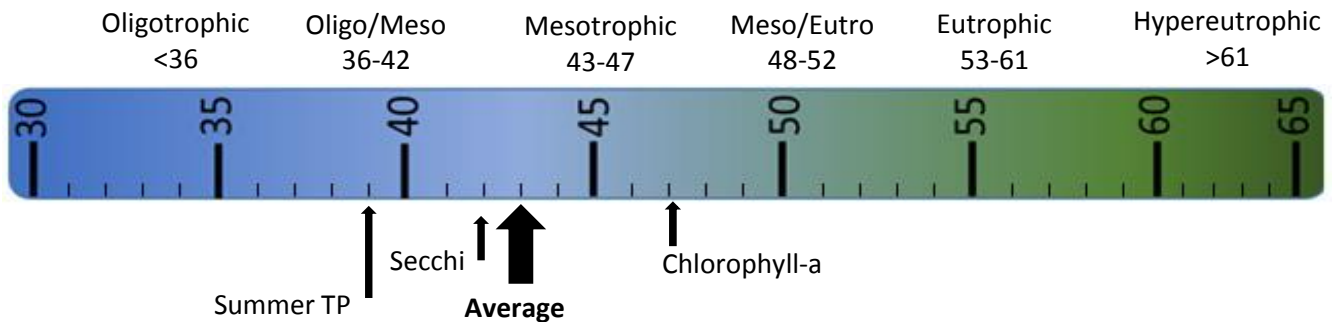 Oligotrophic Oligo/Meso Mesotrophic Meso/Eutro Eutrophic Hypereutrophic
<36 36-42 43-47 48-52 53-61 >61
30 35 40 45 50 55 60 65
Secchi Chlorophyll-a
Summer TP Average